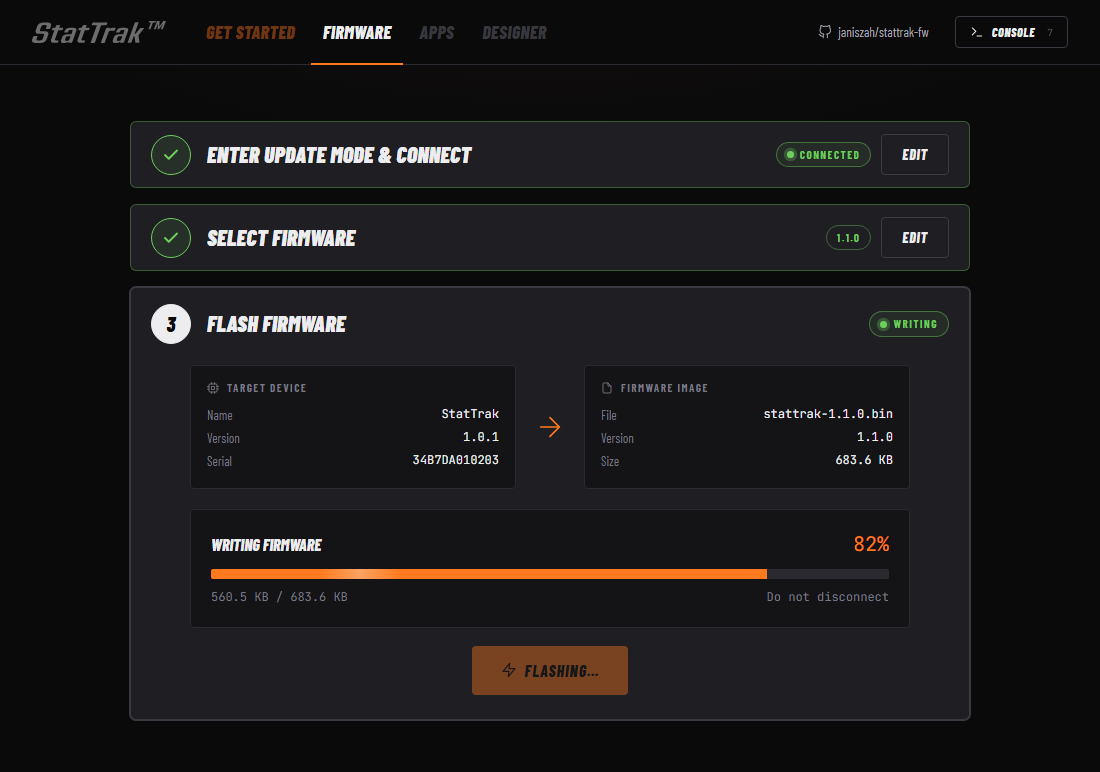 StatTrak™ GET STARTED FIRMWARE APPS DESIGNER janiszah/stattrak-fw CONSOLE 7
ENTER UPDATE MODE & CONNECT CONNECTED EDIT
SELECT FIRMWARE 1.1.0 EDIT
3 FLASH FIRMWARE WRITING
TARGET DEVICE
Name StatTrak
Version 1.0.1
Serial 34B7DA010203
FIRMWARE IMAGE
File stattrak-1.1.0.bin
Version 1.1.0
Size 683.6 KB
WRITING FIRMWARE 82%
560.5 KB / 683.6 KB Do not disconnect
FLASHING...